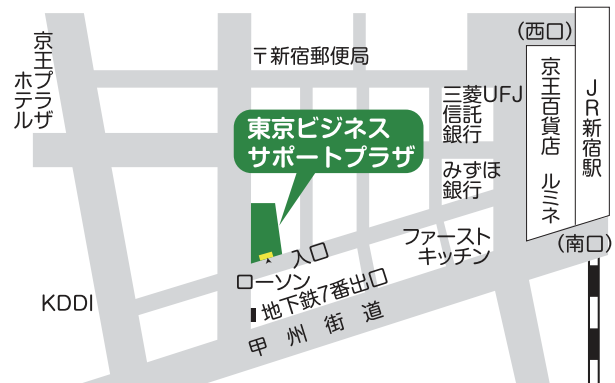 (西口)
京王プラザ
ホテル
〒新宿郵便局
京王百貨店 ルミネ
JR新宿駅
三菱UFJ
信託
銀行
東京ビジネス
サポートプラザ
みずほ
銀行
ファースト
キッチン
(南口)
入口
ローソン
地下鉄7番出口
KDDI
甲州街道